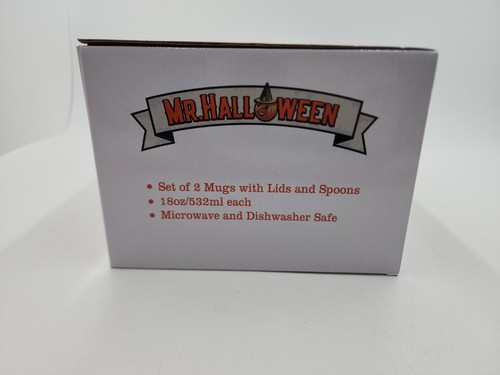 MR. HALLOWEEN
• Set of 2 Mugs with Lids and Spoons
• 18oz/532ml each
• Microwave and Dishwasher Safe